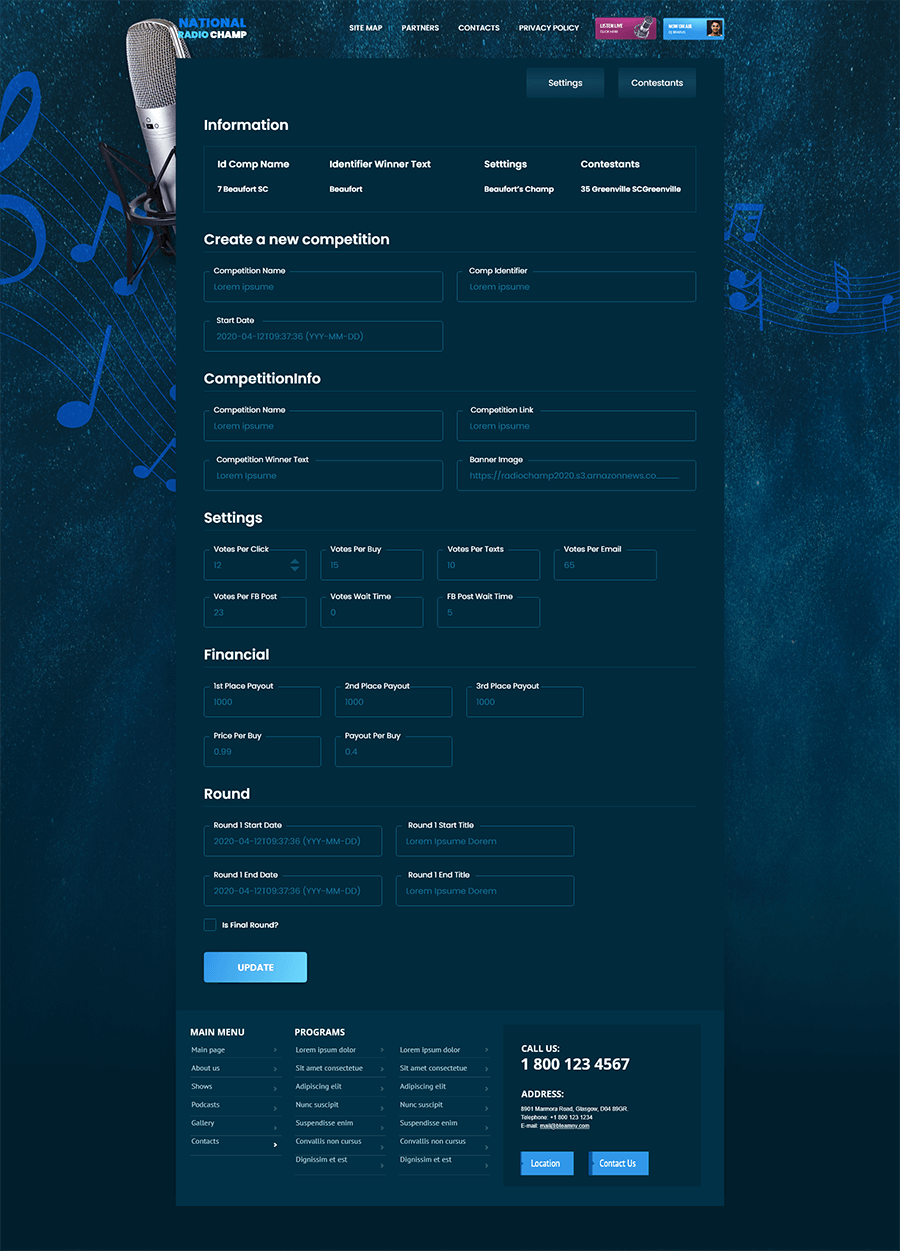 NATIONAL
RADIO CHAMP
SITE MAP PARTNERS CONTACTS PRIVACY POLICY
LISTEN LIVE
CLICK HERE
NOW ON AIR
Settings Contestants
Information
Id Comp Name Identifier Winner Text Setttings Contestants
7 Beaufort SC Beaufort Beaufort's Champ 35 Greenville SCGreenville
Create a new competition
Competition Name Comp Identifier
Lorem ipsume Lorem ipsume
Start Date
2020-04-12T09:37:36 (YYY-MM-DD)
CompetitionInfo
Competition Name Competition Link
Lorem ipsume Lorem ipsume
Competition Winner Text Banner Image
Lorem Ipsume https://radiochamp2020.s3.amazonnews.co..............
Settings
Votes Per Click Votes Per Buy Votes Per Texts Votes Per Email
12 15 10 65
Votes Per FB Post Votes Wait Time FB Post Wait Time
23 0 5
Financial
1st Place Payout 2nd Place Payout 3rd Place Payout
1000 1000 1000
Price Per Buy Payout Per Buy
0.99 0.4
Round
Round 1 Start Date Round 1 Start Title
2020-04-12T09:37:36 (YYY-MM-DD) Lorem Ipsume Dorem
Round 1 End Date Round 1 End Title
2020-04-12T09:37:36 (YYY-MM-DD) Lorem Ipsume Dorem
Is Final Round?
UPDATE
MAIN MENU
Main page
About us
Shows
Podcasts
Gallery
Contacts
PROGRAMS
Lorem ipsum dolor
Sit amet consectetue
Adipiscing elit
Nunc suscipit
Suspendisse enim
Convallis non cursus
Dignissim et est
Lorem ipsum dolor
Sit amet consectetue
Adipiscing elit
Nunc suscipit
Suspendisse enim
Convallis non cursus
Dignissim et est
CALL US:
1 800 123 4567
ADDRESS:
8901 Marmora Road, Glasgow, D04 89GR.
Telephone: +1 800 123 1234
E-mail: mail@bteamny.com
Location Contact Us